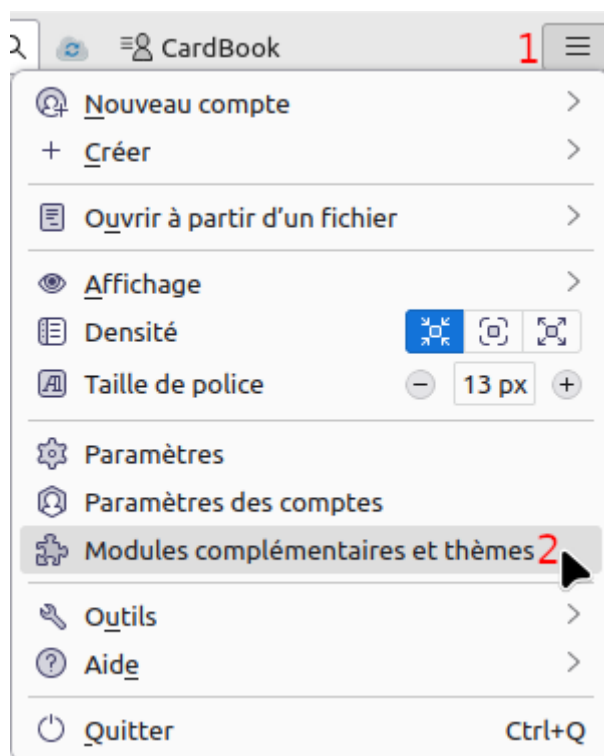 CardBook 1
Nouveau compte
Créer
Ouvrir à partir d’un fichier
Affichage
Densité
Taille de police 13 px
Paramètres
Paramètres des comptes
Modules complémentaires et thèmes 2
Outils
Aide
Quitter Ctrl+Q